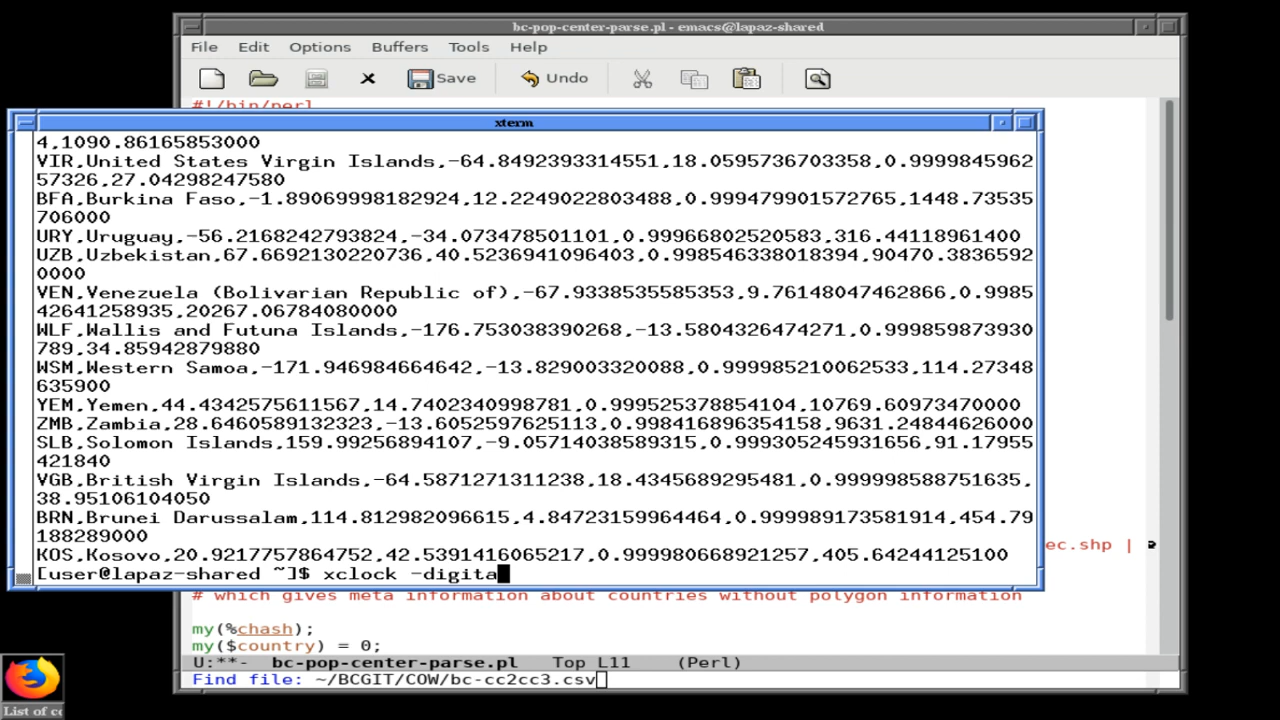 bc-pop-center-parse.pl - emacs@lapaz-shared
File Edit Options Buffers Tools Help
Save Undo
#!/bin/perl
xterm
4,1090.86165853000
VIR,United States Virgin Islands,-64.8492393314551,18.0595736703358,0.9999845962
57326,27.04298247580
BFA,Burkina Faso,-1.89069998182924,12.2249022803488,0.999479901572765,1448.73535
706000
URY,Uruguay,-56.2168242793824,-34.073478501101,0.99966802520583,316.44118961400
UZB,Uzbekistan,67.6692130220736,40.5236941096403,0.998546338018394,90470.3836592
0000
VEN,Venezuela (Bolivarian Republic of),-67.9338535585353,9.76148047462866,0.9985
42641258935,20267.06784080000
WLF,Wallis and Futuna Islands,-176.753038390268,-13.5804326474271,0.999859873930
789,34.85942879880
WSM,Western Samoa,-171.946984664642,-13.829003320088,0.999985210062533,114.27348
635900
YEM,Yemen,44.4342575611567,14.7402340998781,0.999525378854104,10769.60973470000
ZMB,Zambia,28.6460589132323,-13.6052597625113,0.998416896354158,9631.24844626000
SLB,Solomon Islands,159.99256894107,-9.05714038589315,0.999305245931656,91.17955
421840
VGB,British Virgin Islands,-64.5871271311238,18.4345689295481,0.999998588751635,
38.95106104050
BRN,Brunei Darussalam,114.812982096615,4.84723159964464,0.999989173581914,454.79
188289000
KOS,Kosovo,20.9217757864752,42.5391416065217,0.999980668921257,405.64244125100
[user@lapaz-shared ~]$ xclock -digita
ec.shp |
# which gives meta information about countries without polygon information
my(%chash);
my($country) = 0;
U:**- bc-pop-center-parse.pl Top L11 (Perl)
Find file: ~/BCGIT/COW/bc-cc2cc3.csv
List of c